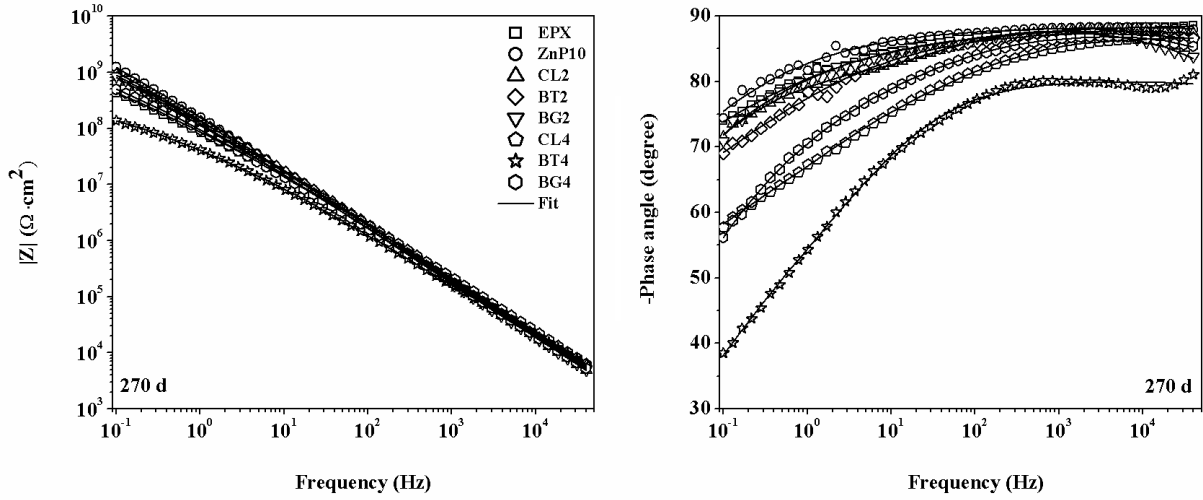 10^10
10^9
10^8
10^7
10^6
10^5
10^4
10^3
|Z| (Ω·cm^2)
EPX
ZnP10
CL2
BT2
BG2
CL4
BT4
BG4
Fit
270 d
10^-1
10^0
10^1
10^2
10^3
10^4
Frequency (Hz)
90
80
70
60
50
40
30
-Phase angle (degree)
270 d
10^-1
10^0
10^1
10^2
10^3
10^4
Frequency (Hz)